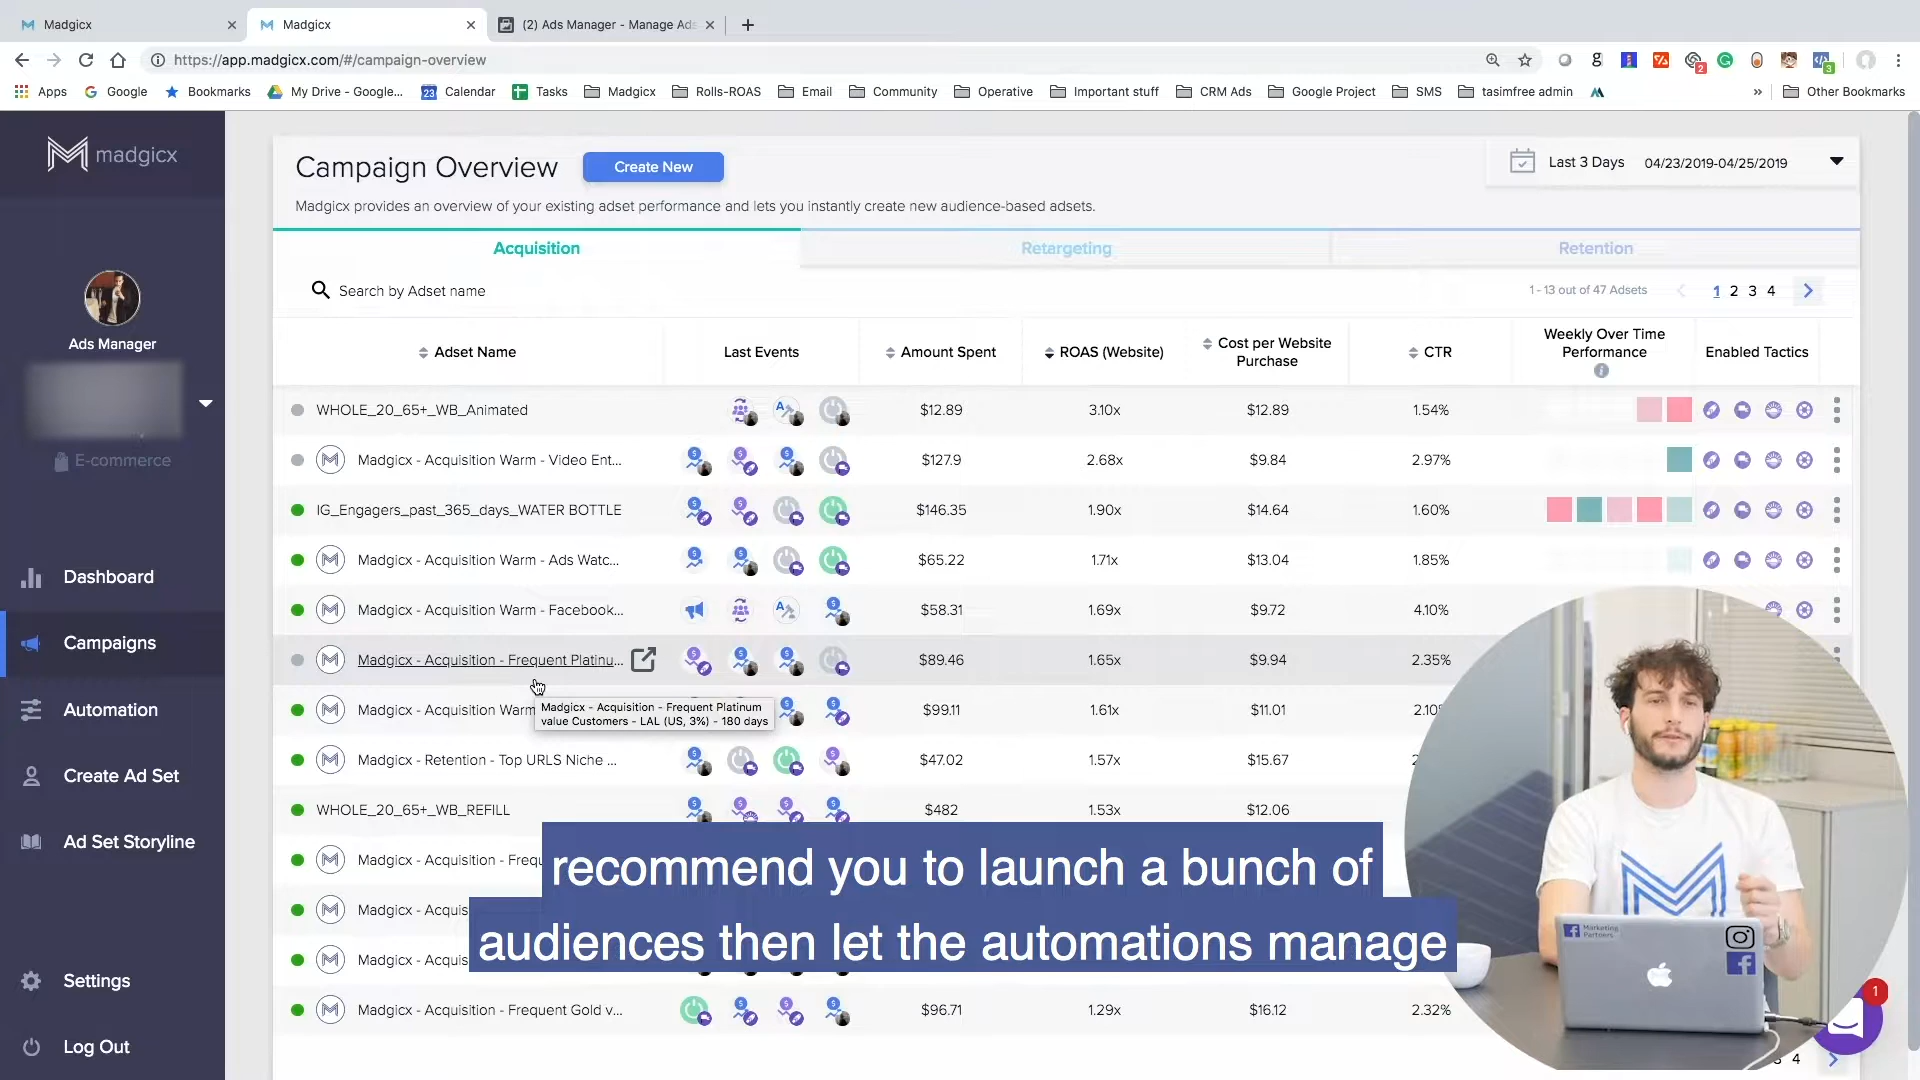 Madgicx
Madgicx
(2) Ads Manager - Manage Ads
https://app.madgicx.com/#/campaign-overview
Apps
Google
Bookmarks
My Drive - Google...
Calendar
Tasks
Madgicx
Rolls-ROAS
Email
Community
Operative
Important stuff
CRM Ads
Google Project
SMS
tasimfree admin
»
Other Bookmarks
madgicx
Ads Manager
E-commerce
Dashboard
Campaigns
Automation
Create Ad Set
Ad Set Storyline
Settings
Log Out
Campaign Overview
Create New
Last 3 Days 04/23/2019-04/25/2019
Madgicx provides an overview of your existing adset performance and lets you instantly create new audience-based adsets.
Acquisition Retargeting Retention
Search by Adset name
1 - 13 out of 47 Adsets
1 2 3 4
Adset Name
Last Events
Amount Spent
ROAS (Website)
Cost per Website
Purchase
CTR
Weekly Over Time
Performance
Enabled Tactics
WHOLE_20_65+_WB_Animated $12.89 3.10x $12.89 1.54%
Madgicx - Acquisition Warm - Video Ent... $127.9 2.68x $9.84 2.97%
IG_Engagers_past_365_days_WATER BOTTLE $146.35 1.90x $14.64 1.60%
Madgicx - Acquisition Warm - Ads Watc... $65.22 1.71x $13.04 1.85%
Madgicx - Acquisition Warm - Facebook... $58.31 1.69x $9.72 4.10%
Madgicx - Acquisition - Frequent Platinu... $89.46 1.65x $9.94 2.35%
Madgicx - Acquisition Warm $99.11 1.61x $11.01 2.10
Madgicx - Acquisition - Frequent Platinum
value Customers - LAL (US, 3%) - 180 days
Madgicx - Retention - Top URLS Niche ... $47.02 1.57x $15.67 2
WHOLE_20_65+_WB_REFILL $482 1.53x $12.06
Madgicx - Acquisition - Frequ
Madgicx - Acquis
Madgicx - Acquis
Madgicx - Acquisition - Frequent Gold v... $96.71 1.29x $16.12 2.32%
recommend you to launch a bunch of
audiences then let the automations manage
Marketing
Partners
1
3 4